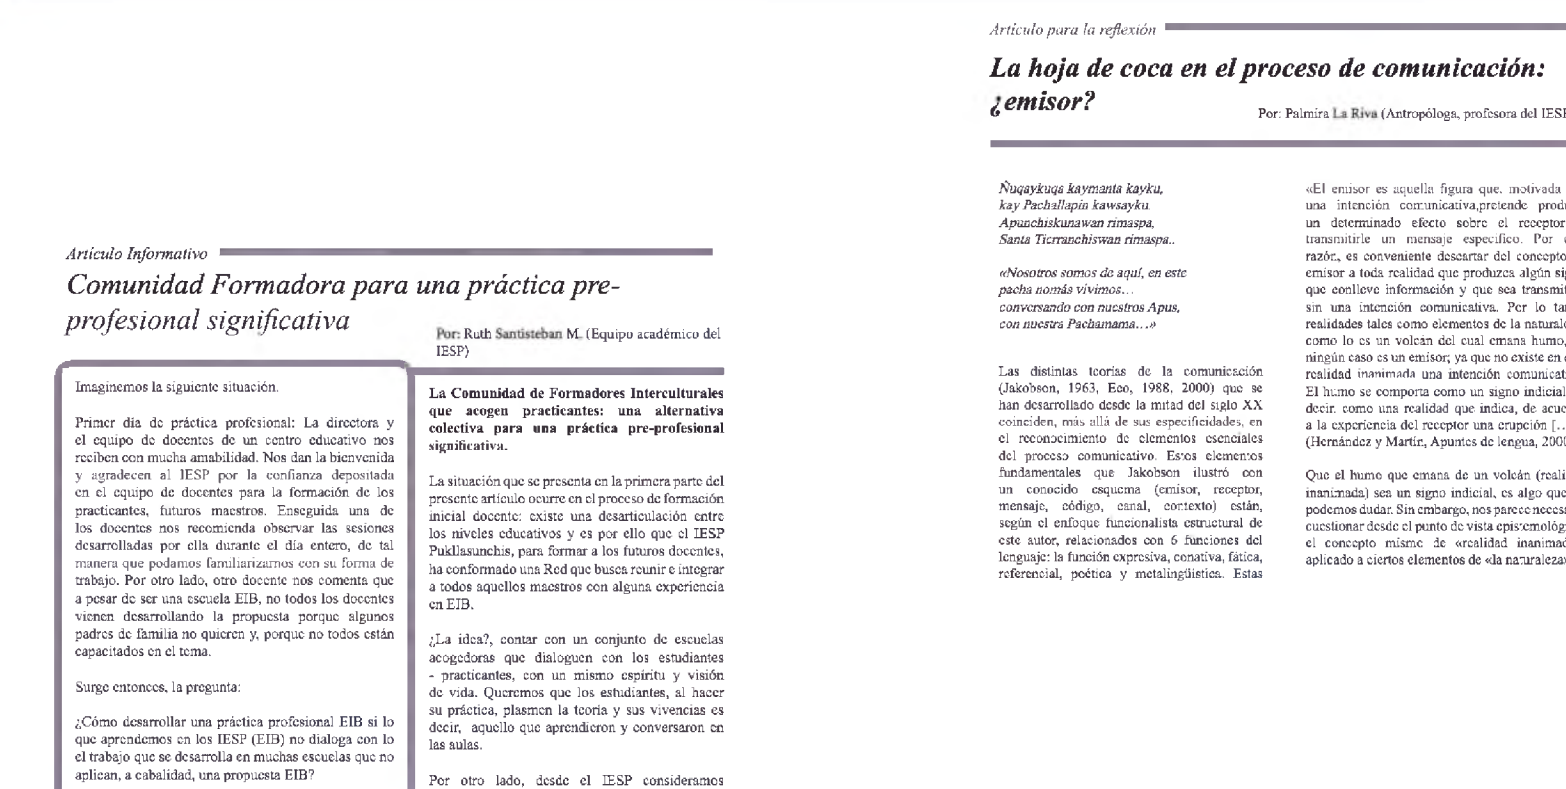 Artículo Informativo
Comunidad Formadora para una práctica pre-
profesional significativa
Por: Ruth Santisteban M. (Equipo académico del
IESP)
Imaginemos la siguiente situación.
Primer día de práctica profesional: La directora y
el equipo de docentes de un centro educativo nos
reciben con mucha amabilidad. Nos dan la bienvenida
y agradecen al IESP por la confianza depositada
en el equipo de docentes para la formación de los
practicantes, futuros maestros. Enseguida una de
los docentes nos recomienda observar las sesiones
desarrolladas por ella durante el día entero, de tal
manera que podamos familiarizarnos con su forma de
trabajo. Por otro lado, otro docente nos comenta que
a pesar de ser una escuela EIB, no todos los docentes
vienen desarrollando la propuesta porque algunos
padres de familia no quieren y, porque no todos están
capacitados en el tema.
Surge entonces, la pregunta:
¿Cómo desarrollar una práctica profesional EIB si lo
que aprendemos en los IESP (EIB) no dialoga con lo
el trabajo que se desarrolla en muchas escuelas que no
aplican, a cabalidad, una propuesta EIB?
La Comunidad de Formadores Interculturales
que acogen practicantes: una alternativa
colectiva para una práctica pre-profesional
significativa.
La situación que se presenta en la primera parte del
presente artículo ocurre en el proceso de formación
inicial docente: existe una desarticulación entre
los niveles educativos y es por ello que el IESP
Pukllasunchis, para formar a los futuros docentes,
ha conformado una Red que busca reunir e integrar
a todos aquellos maestros con alguna experiencia
en EIB.
¿La idea?, contar con un conjunto de escuelas
acogedoras que dialoguen con los estudiantes
- practicantes, con un mismo espíritu y visión
de vida. Queremos que los estudiantes, al hacer
su práctica, plasmen la teoría y sus vivencias es
decir, aquello que aprendieron y conversaron en
las aulas.
Por otro lado, desde el IESP consideramos
Artículo para la reflexión
La hoja de coca en el proceso de comunicación:
¿emisor?
Por: Palmira La Riva (Antropóloga, profesora del IESP
Ñuqaykuqa kaymanta kayku,
kay Pachallapin kawsayku
Apunchiskunawan rimaspa,
Santa Tierranchiswan rimaspa..
«Nosotros somos de aquí, en este
pacha nomás vivimos…
conversando con nuestros Apus,
con nuestra Pachamama…»
Las distintas teorías de la comunicación
(Jakobson, 1963, Eco, 1988, 2000) que se
han desarrollado desde la mitad del siglo XX
coinciden, más allá de sus especificidades, en
el reconocimiento de elementos esenciales
del proceso comunicativo. Estos elementos
fundamentales que Jakobson ilustró con
un conocido esquema (emisor, receptor,
mensaje, código, canal, contexto) están,
según el enfoque funcionalista estructural de
este autor, relacionados con 6 funciones del
lenguaje: la función expresiva, conativa, fática,
referencial, poética y metalingüística. Estas
«El emisor es aquella figura que, motivada
una intención comunicativa,pretende produ
un determinado efecto sobre el receptor
transmitirle un mensaje específico. Por e
razón, es conveniente descartar del concepto
emisor a toda realidad que produzca algún sig
que conlleve información y que sea transmit
sin una intención comunicativa. Por lo tan
realidades tales como elementos de la naturale
como lo es un volcán del cual emana humo,
ningún caso es un emisor; ya que no existe en e
realidad inanimada una intención comunicati
El humo se comporta como un signo indicial
decir, como una realidad que indica, de acue
a la experiencia del receptor una erupción [..
(Hernández y Martín, Apuntes de lengua, 2000
Que el humo que emana de un volcán (reali
inanimada) sea un signo indicial, es algo que
podemos dudar. Sin embargo, nos parece necesa
cuestionar desde el punto de vista epistemológ
el concepto mismo de «realidad inanimad
aplicado a ciertos elementos de «la naturaleza»